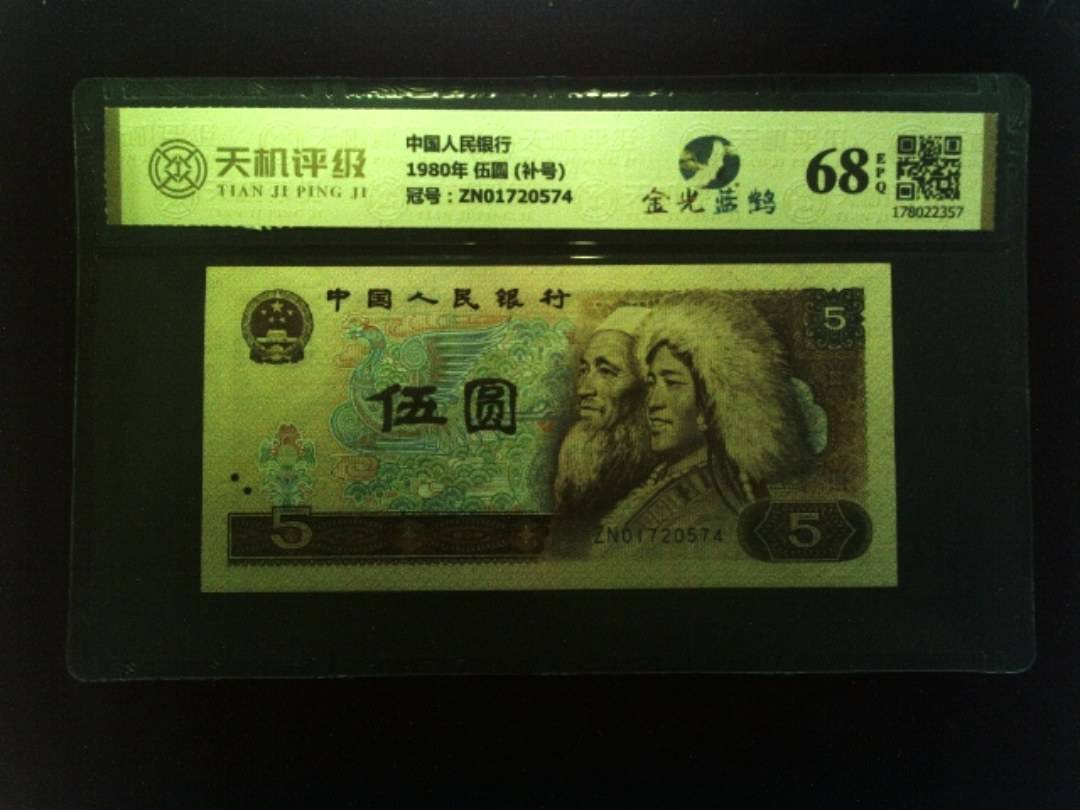 天机评级
TIAN JI PING JI
中国人民银行
1980年 伍圆 (补号)
冠号：ZN01720574
金光蓝鹤
68
EPQ
178022357
中国人民银行
5
伍圆
5
ZN01720574
5